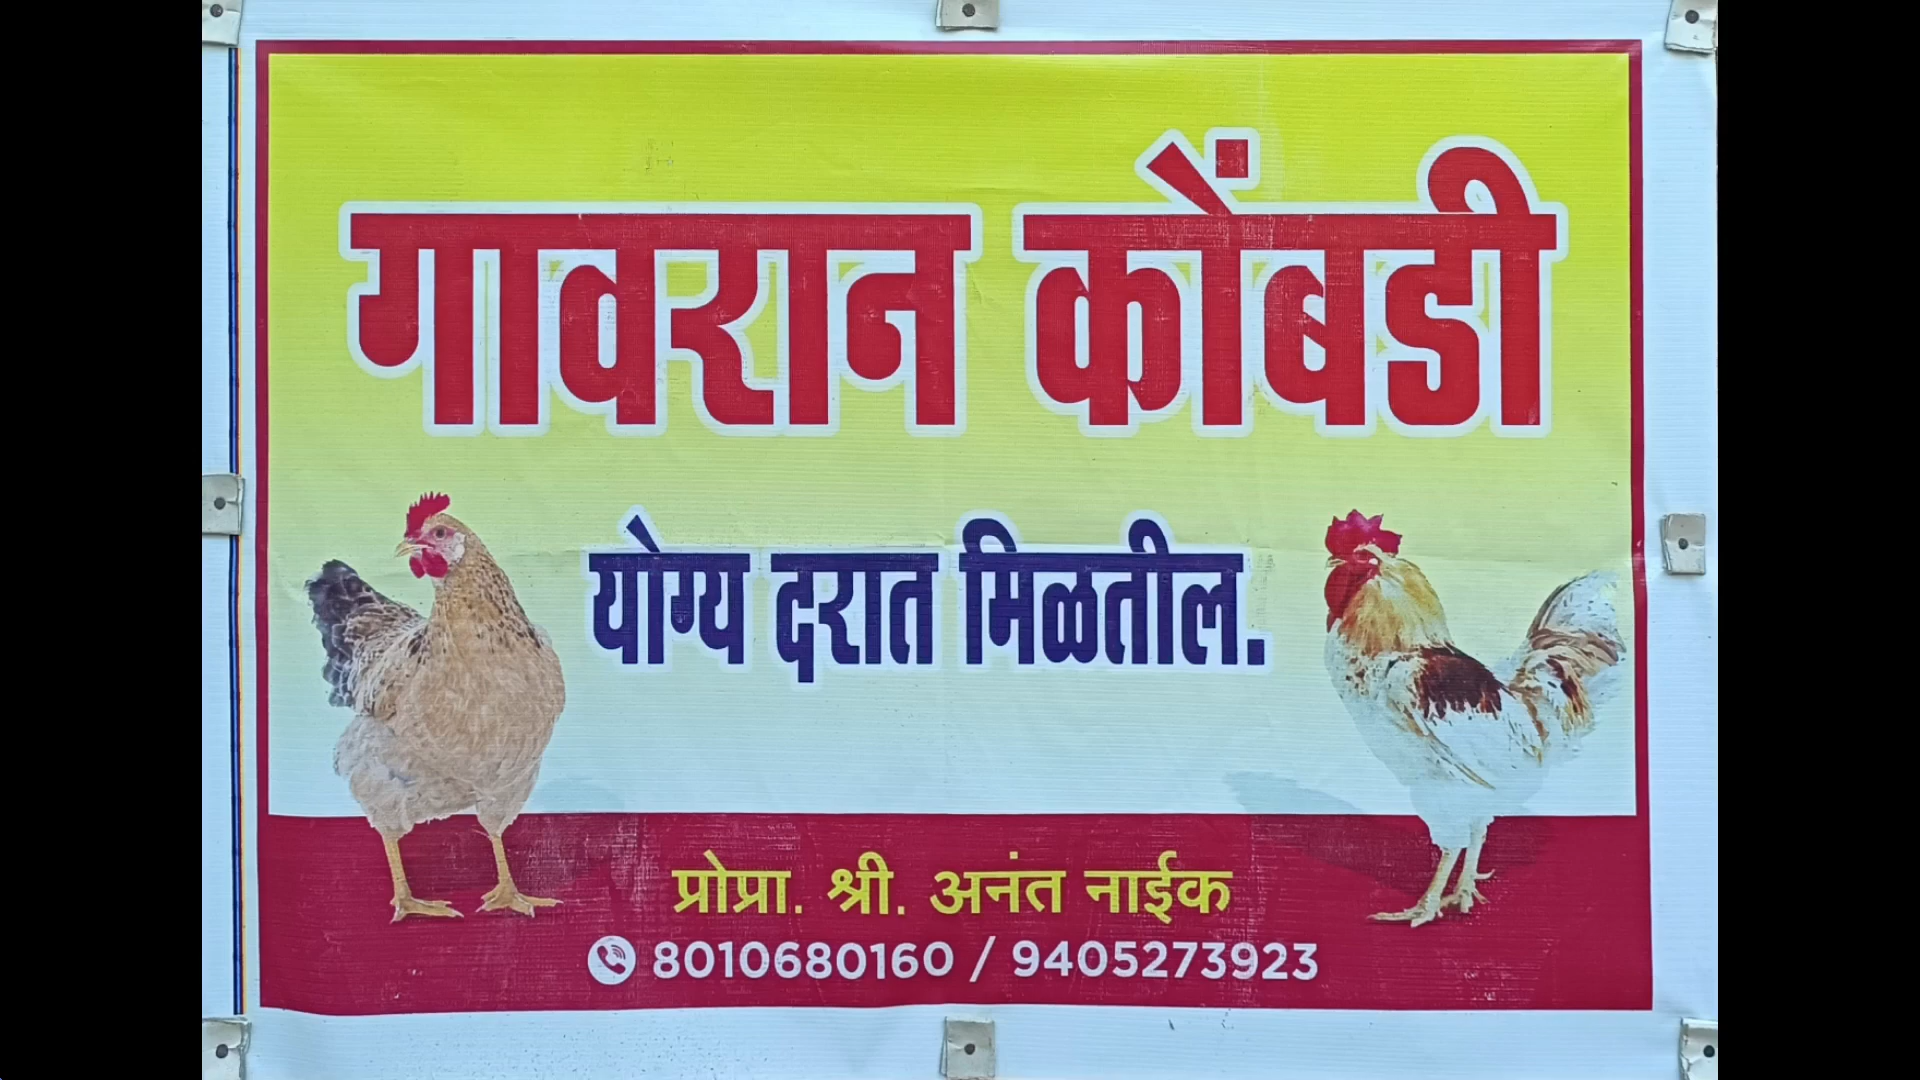 गावरान कोंबडी
योग्य दरात मिळतील.
प्रोप्रा. श्री. अनंत नाईक
8010680160 / 9405273923